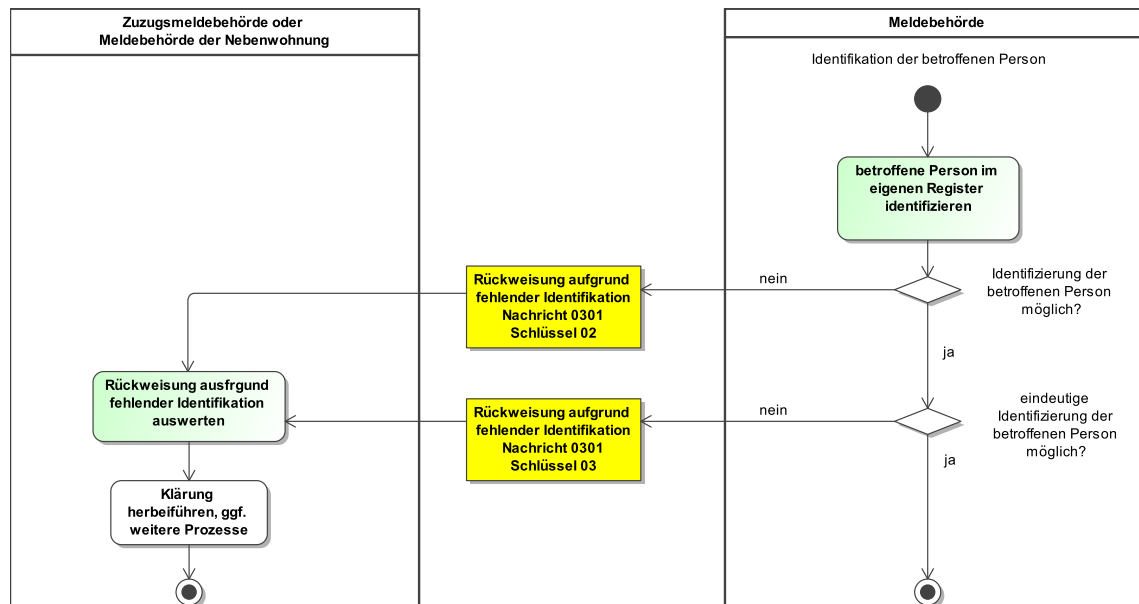 Zuzugsmeldebehörde oder
Meldebehörde der Nebenwohnung
Meldebehörde
Identifikation der betroffenen Person
betroffene Person im
eigenen Register
identifizieren
Identifizierung der
betroffenen Person
möglich?
nein
Rückweisung aufgrund
fehlender Identifikation
Nachricht 0301
Schlüssel 02
ja
eindeutige
Identifizierung der
betroffenen Person
möglich?
nein
Rückweisung aufgrund
fehlender Identifikation
Nachricht 0301
Schlüssel 03
ja
Rückweisung ausfrgund
fehlender Identifikation
auswerten
Klärung
herbeiführen, ggf.
weitere Prozesse